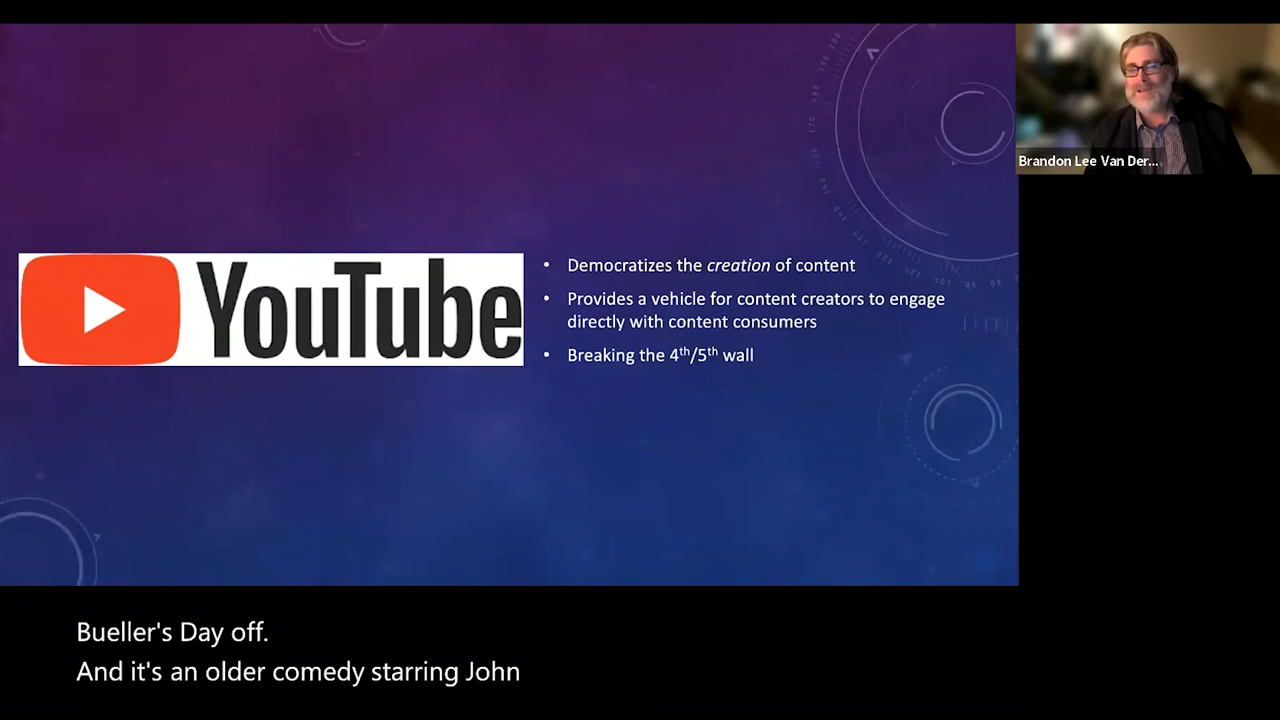 Brandon Lee Van Der...
YouTube
• Democratizes the creation of content
• Provides a vehicle for content creators to engage
directly with content consumers
• Breaking the 4th/5th wall
Bueller's Day off.
And it's an older comedy starring John